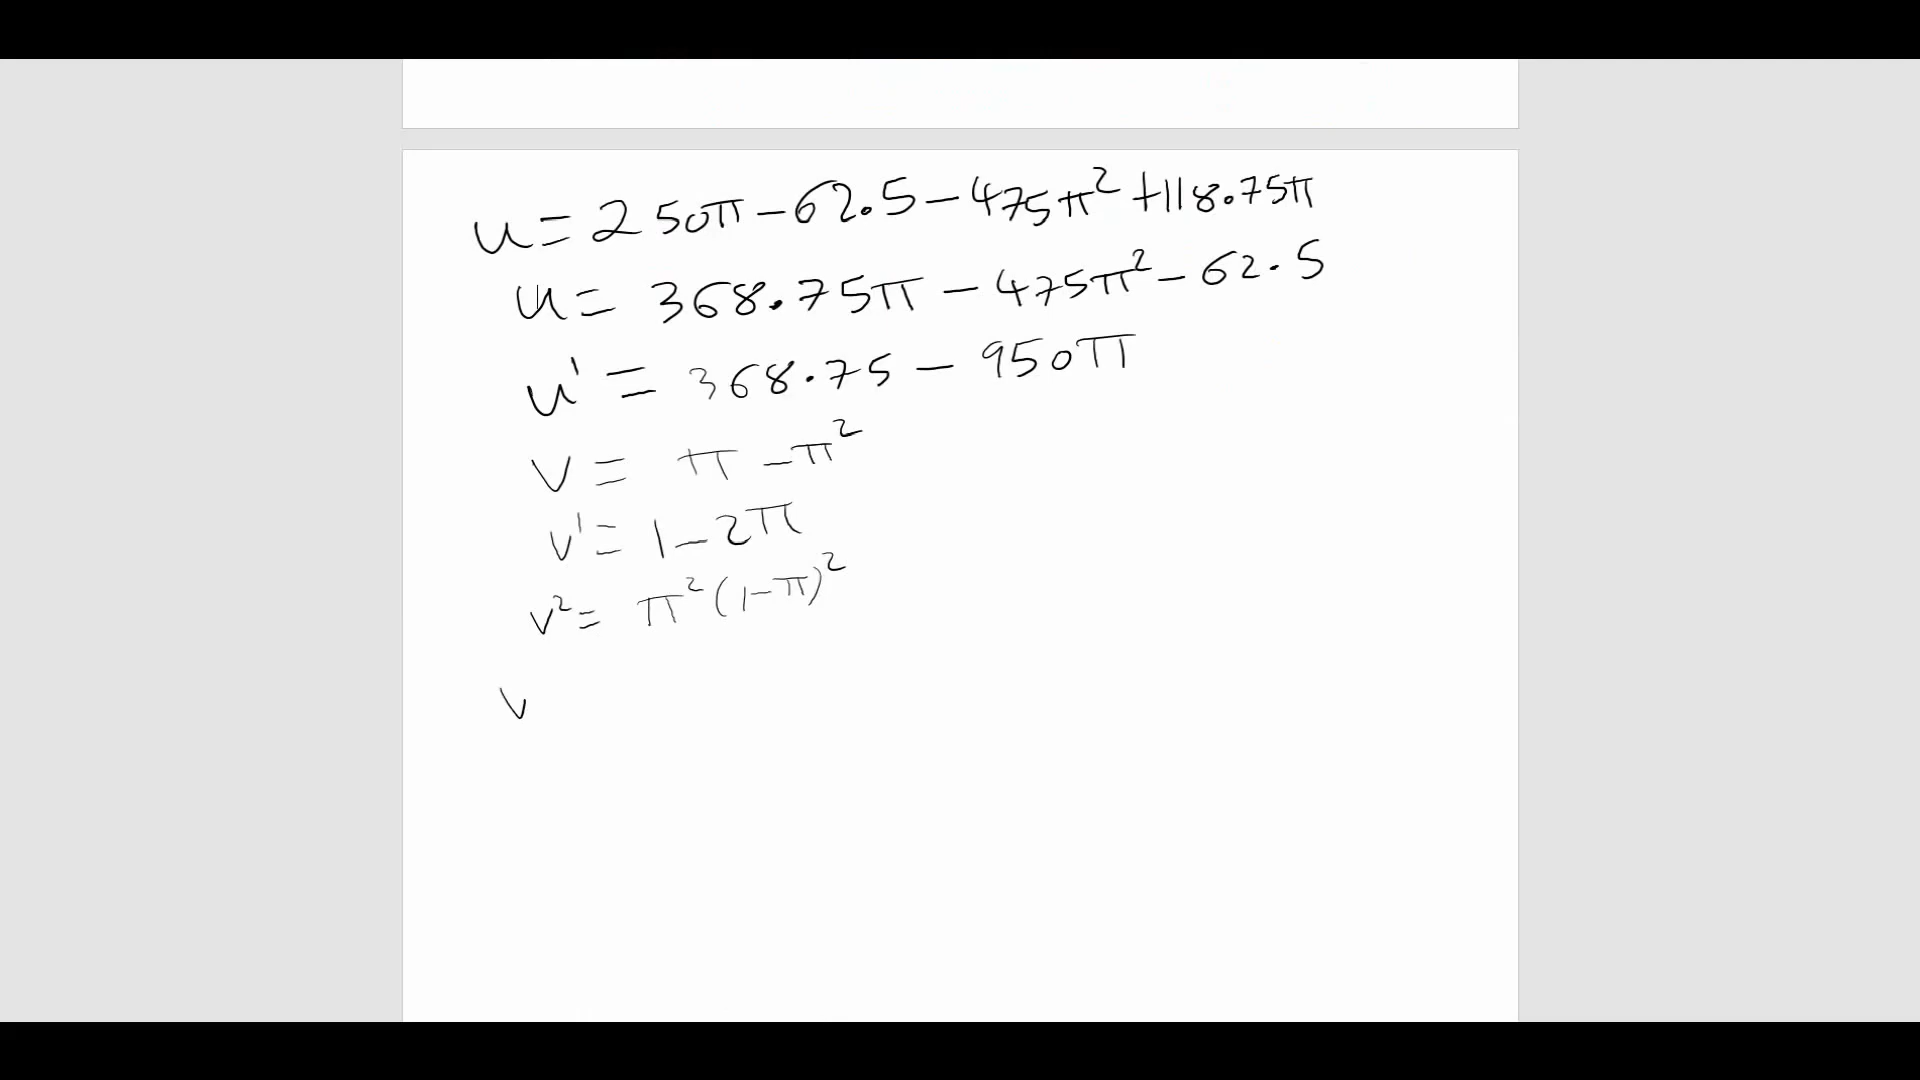 u = 250π - 62.5 - 475π² + 118.75π
u = 368.75π - 475π² - 62.5
u' = 368.75 - 950π
v = π - π²
v' = 1 - 2π
v² = π²(1-π)²
v